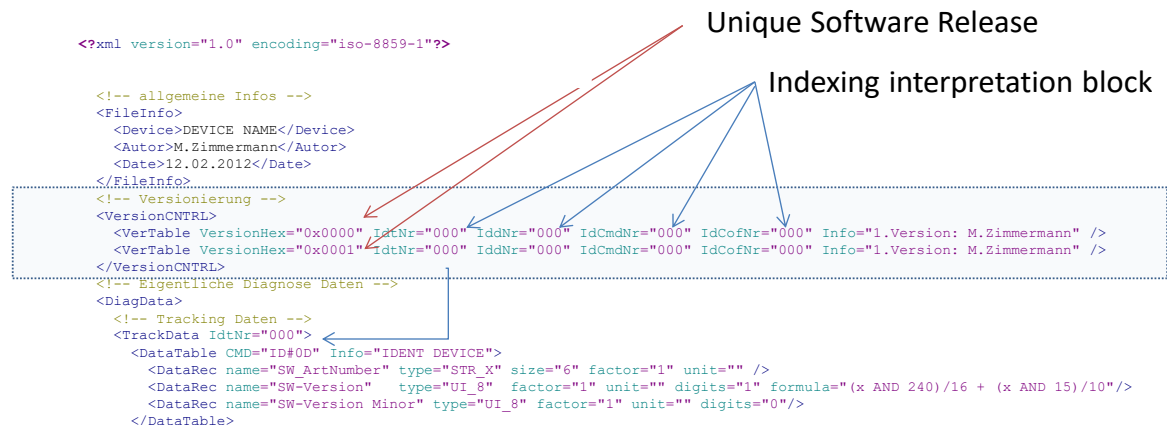 Unique Software Release
<?xml version="1.0" encoding="iso-8859-1"?>
Indexing interpretation block
<!-- allgemeine Infos -->
<FileInfo>
<Device>DEVICE NAME</Device>
<Autor>M.Zimmermann</Autor>
<Date>12.02.2012</Date>
</FileInfo>
<!-- Versionierung -->
<VersionCNTRL>
<VerTable VersionHex="0x0000" IdtNr="000" IddNr="000" IdCmdNr="000" IdCofNr="000" Info="1.Version: M.Zimmermann" />
<VerTable VersionHex="0x0001" IdtNr="000" IddNr="000" IdCmdNr="000" IdCofNr="000" Info="1.Version: M.Zimmermann" />
</VersionCNTRL>
<!-- Eigentliche Diagnose Daten -->
<DiagData>
<!-- Tracking Daten -->
<TrackData IdtNr="000">
<DataTable CMD="ID#0D" Info="IDENT DEVICE">
<DataRec name="SW_ArtNumber" type="STR_X" size="6" factor="1" unit="" />
<DataRec name="SW-Version" type="UI_8" factor="1" unit="" digits="1" formula="(x AND 240)/16 + (x AND 15)/10"/>
<DataRec name="SW-Version Minor" type="UI_8" factor="1" unit="" digits="0"/>
</DataTable>